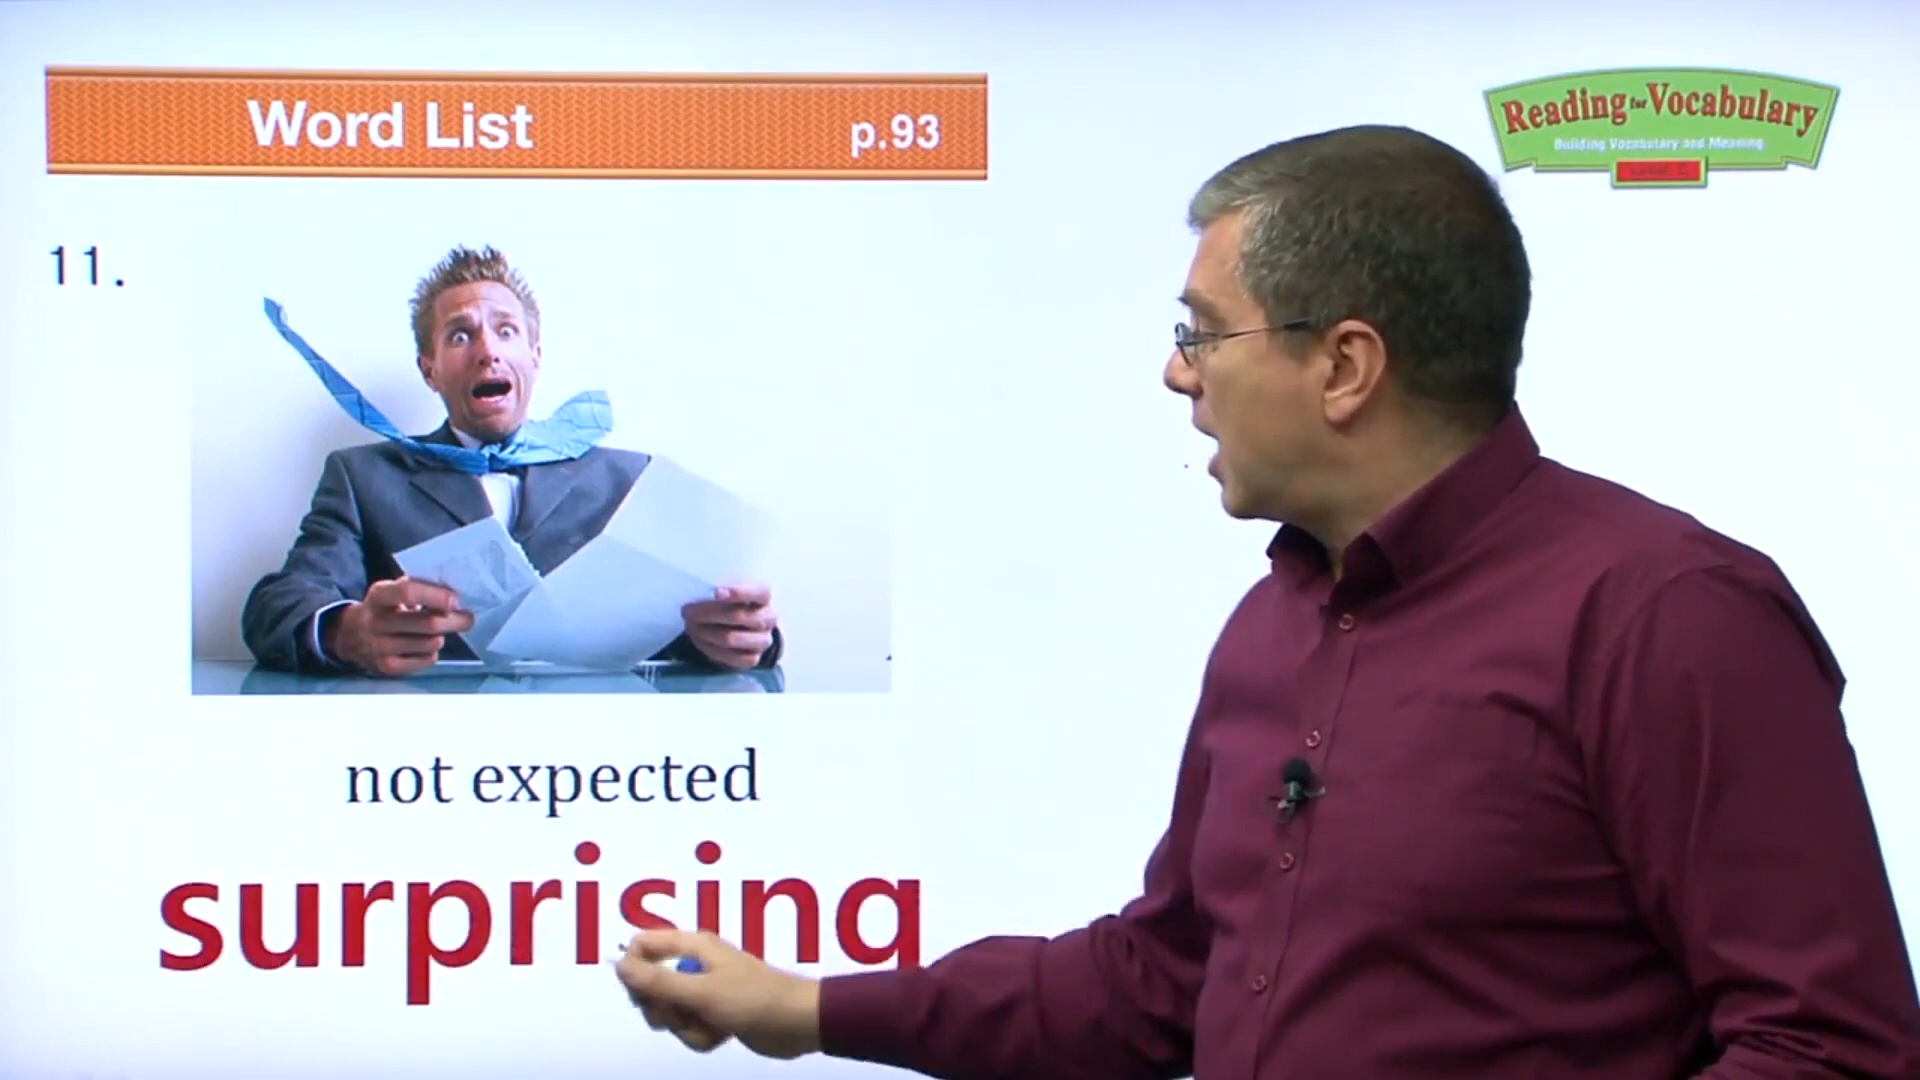 Word List p.93
Reading for Vocabulary
Building Vocabulary and Meaning
11.
not expected
surprising